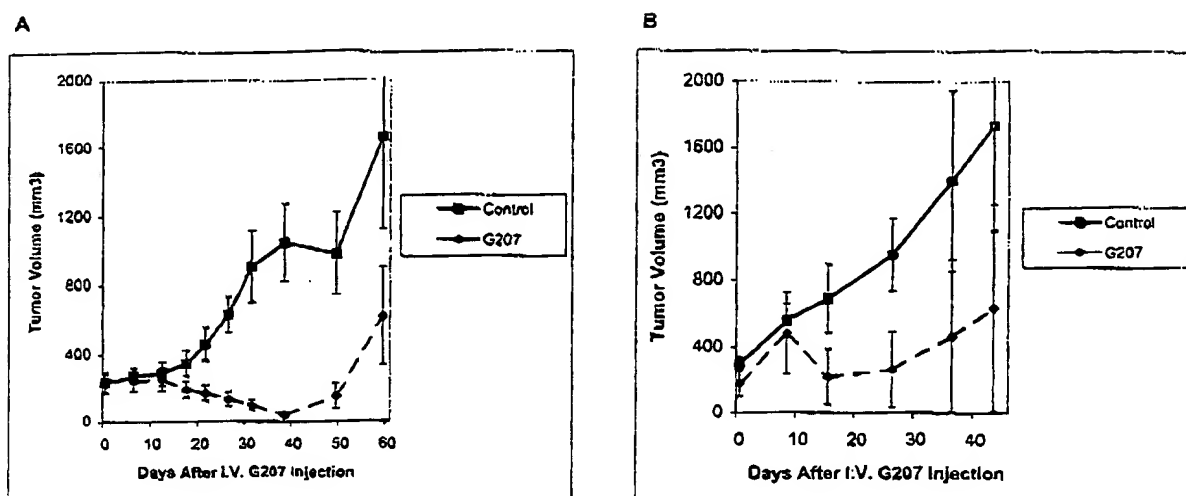 A
Tumor Volume (mm3)
2000
1600
1200
800
400
0
0 10 20 30 40 50 60
Days After I.V. G207 Injection
Control
G207
B
Tumor Volume (mm3)
2000
1600
1200
800
400
0
0 10 20 30 40
Days After I.V. G207 Injection
Control
G207